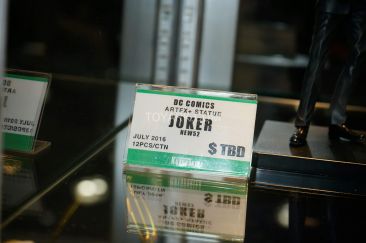 DC COMICS
ARTFX+ STATUE
JOKER
NEW52
JULY 2016
12PCS/CTN
$ TBD